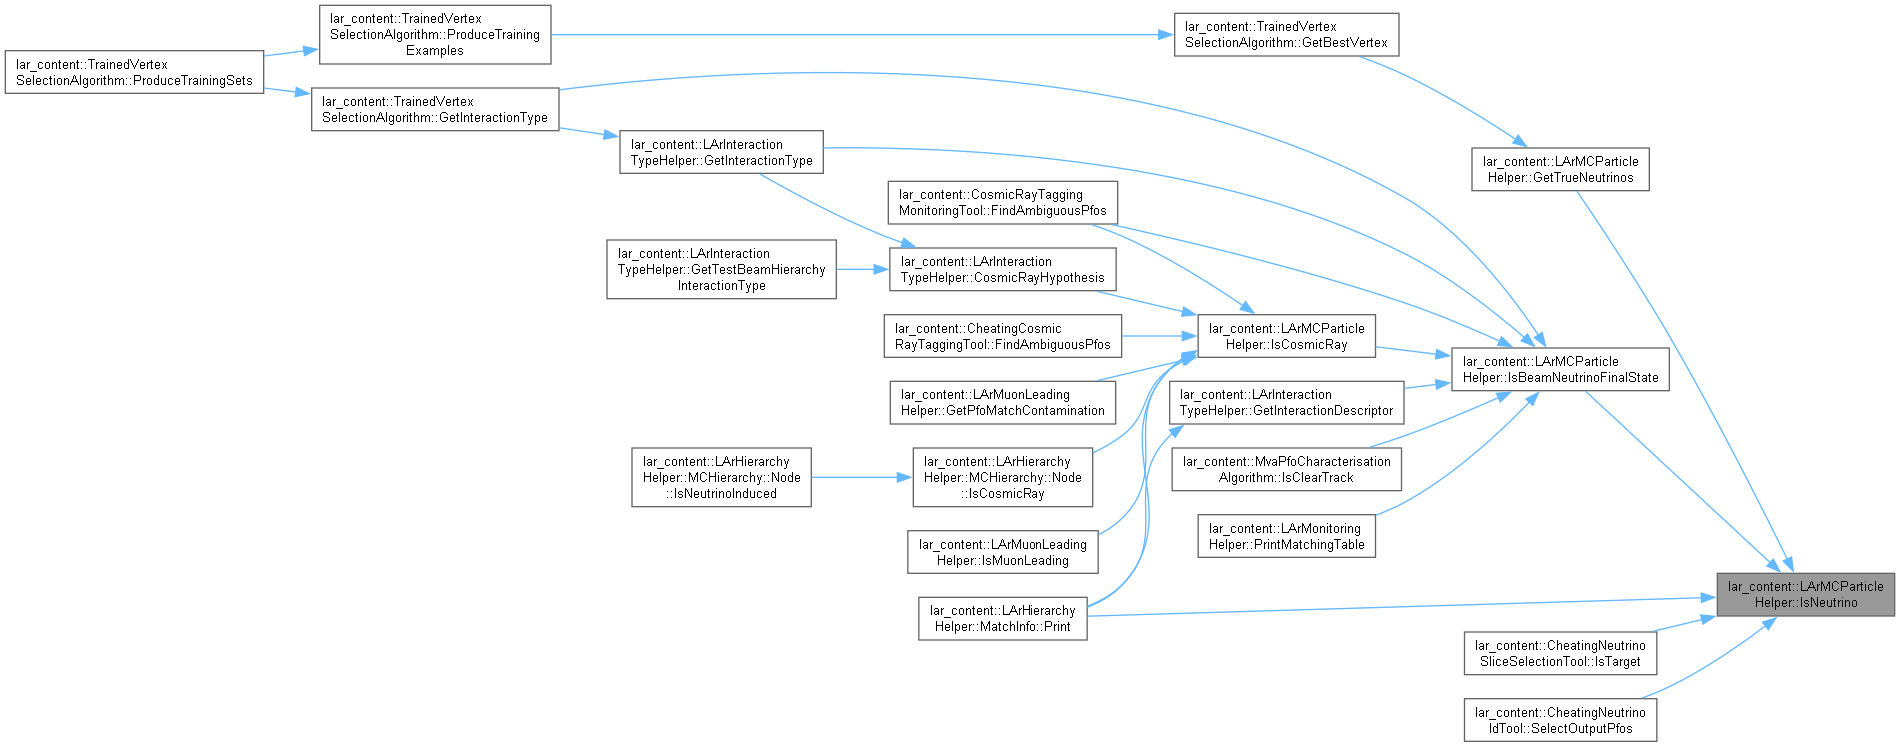 lar_content::TrainedVertex
SelectionAlgorithm::ProduceTrainingSets
lar_content::TrainedVertex
SelectionAlgorithm::ProduceTraining
Examples
lar_content::TrainedVertex
SelectionAlgorithm::GetInteractionType
lar_content::LArInteraction
TypeHelper::GetInteractionType
lar_content::LArInteraction
TypeHelper::GetTestBeamHierarchy
InteractionType
lar_content::LArHierarchy
Helper::MCHierarchy::Node
::IsNeutrinoInduced
lar_content::CosmicRayTagging
MonitoringTool::FindAmbiguousPfos
lar_content::LArInteraction
TypeHelper::CosmicRayHypothesis
lar_content::CheatingCosmic
RayTaggingTool::FindAmbiguousPfos
lar_content::LArMuonLeading
Helper::GetPfoMatchContamination
lar_content::LArHierarchy
Helper::MCHierarchy::Node
::IsCosmicRay
lar_content::LArMuonLeading
Helper::IsMuonLeading
lar_content::LArHierarchy
Helper::MatchInfo::Print
lar_content::TrainedVertex
SelectionAlgorithm::GetBestVertex
lar_content::LArMCParticle
Helper::IsCosmicRay
lar_content::LArInteraction
TypeHelper::GetInteractionDescriptor
lar_content::MvaPfoCharacterisation
Algorithm::IsClearTrack
lar_content::LArMonitoring
Helper::PrintMatchingTable
lar_content::LArMCParticle
Helper::GetTrueNeutrinos
lar_content::LArMCParticle
Helper::IsBeamNeutrinoFinalState
lar_content::CheatingNeutrino
SliceSelectionTool::IsTarget
lar_content::CheatingNeutrino
IdTool::SelectOutputPfos
lar_content::LArMCParticle
Helper::IsNeutrino